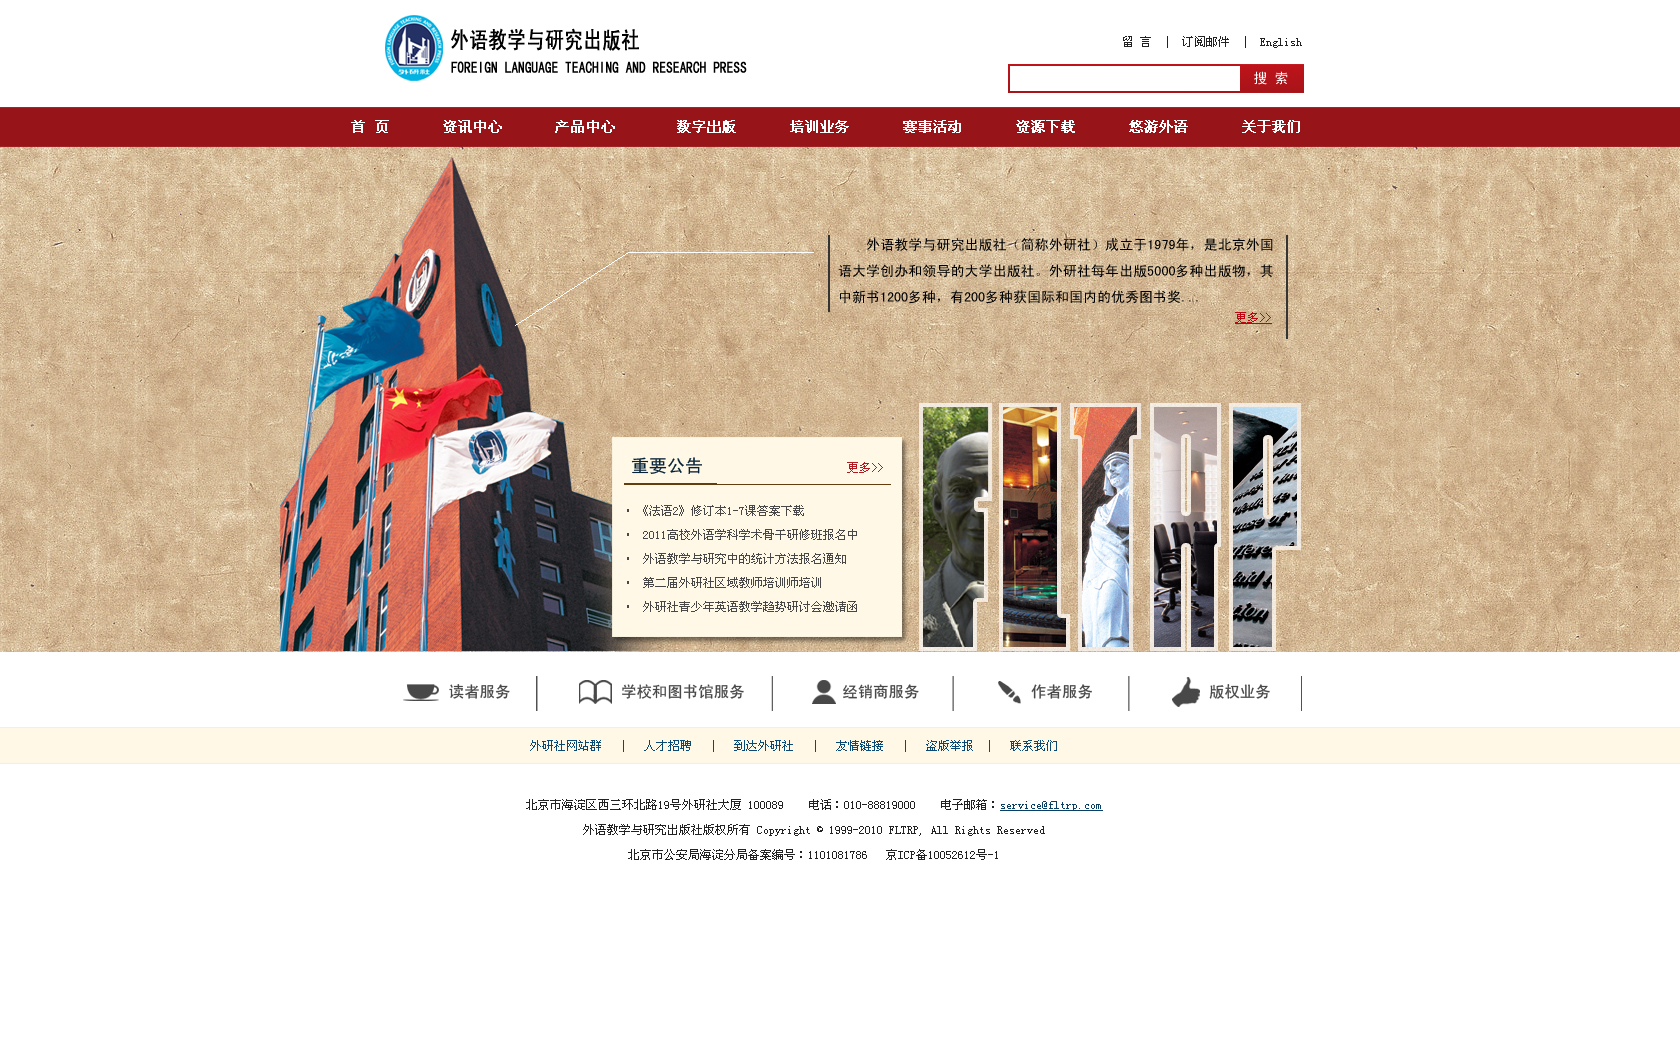 外语教学与研究出版社
FOREIGN LANGUAGE TEACHING AND RESEARCH PRESS
外研社
留 言 | 订阅邮件 | English
搜 索
首 页 资讯中心 产品中心 数字出版 培训业务 赛事活动 资源下载 悠游外语 关于我们
外语教学与研究出版社（简称外研社）成立于1979年，是北京外国
语大学创办和领导的大学出版社。外研社每年出版5000多种出版物，其
中新书1200多种，有200多种获国际和国内的优秀图书奖....
更多>>
重要公告 更多>>
《法语2》修订本1-7课答案下载
2011高校外语学科学术骨干研修班报名中
外语教学与研究中的统计方法报名通知
第二届外研社区域教师培训师培训
外研社青少年英语教学趋势研讨会邀请函
读者服务 学校和图书馆服务 经销商服务 作者服务 版权业务
外研社网站群 | 人才招聘 | 到达外研社 | 友情链接 | 盗版举报 | 联系我们
北京市海淀区西三环北路19号外研社大厦 100089 电话：010-88819000 电子邮箱：service@fltrp.com
外语教学与研究出版社版权所有 Copyright © 1999-2010 FLTRP, All Rights Reserved
北京市公安局海淀分局备案编号：1101081786 京ICP备10052612号-1